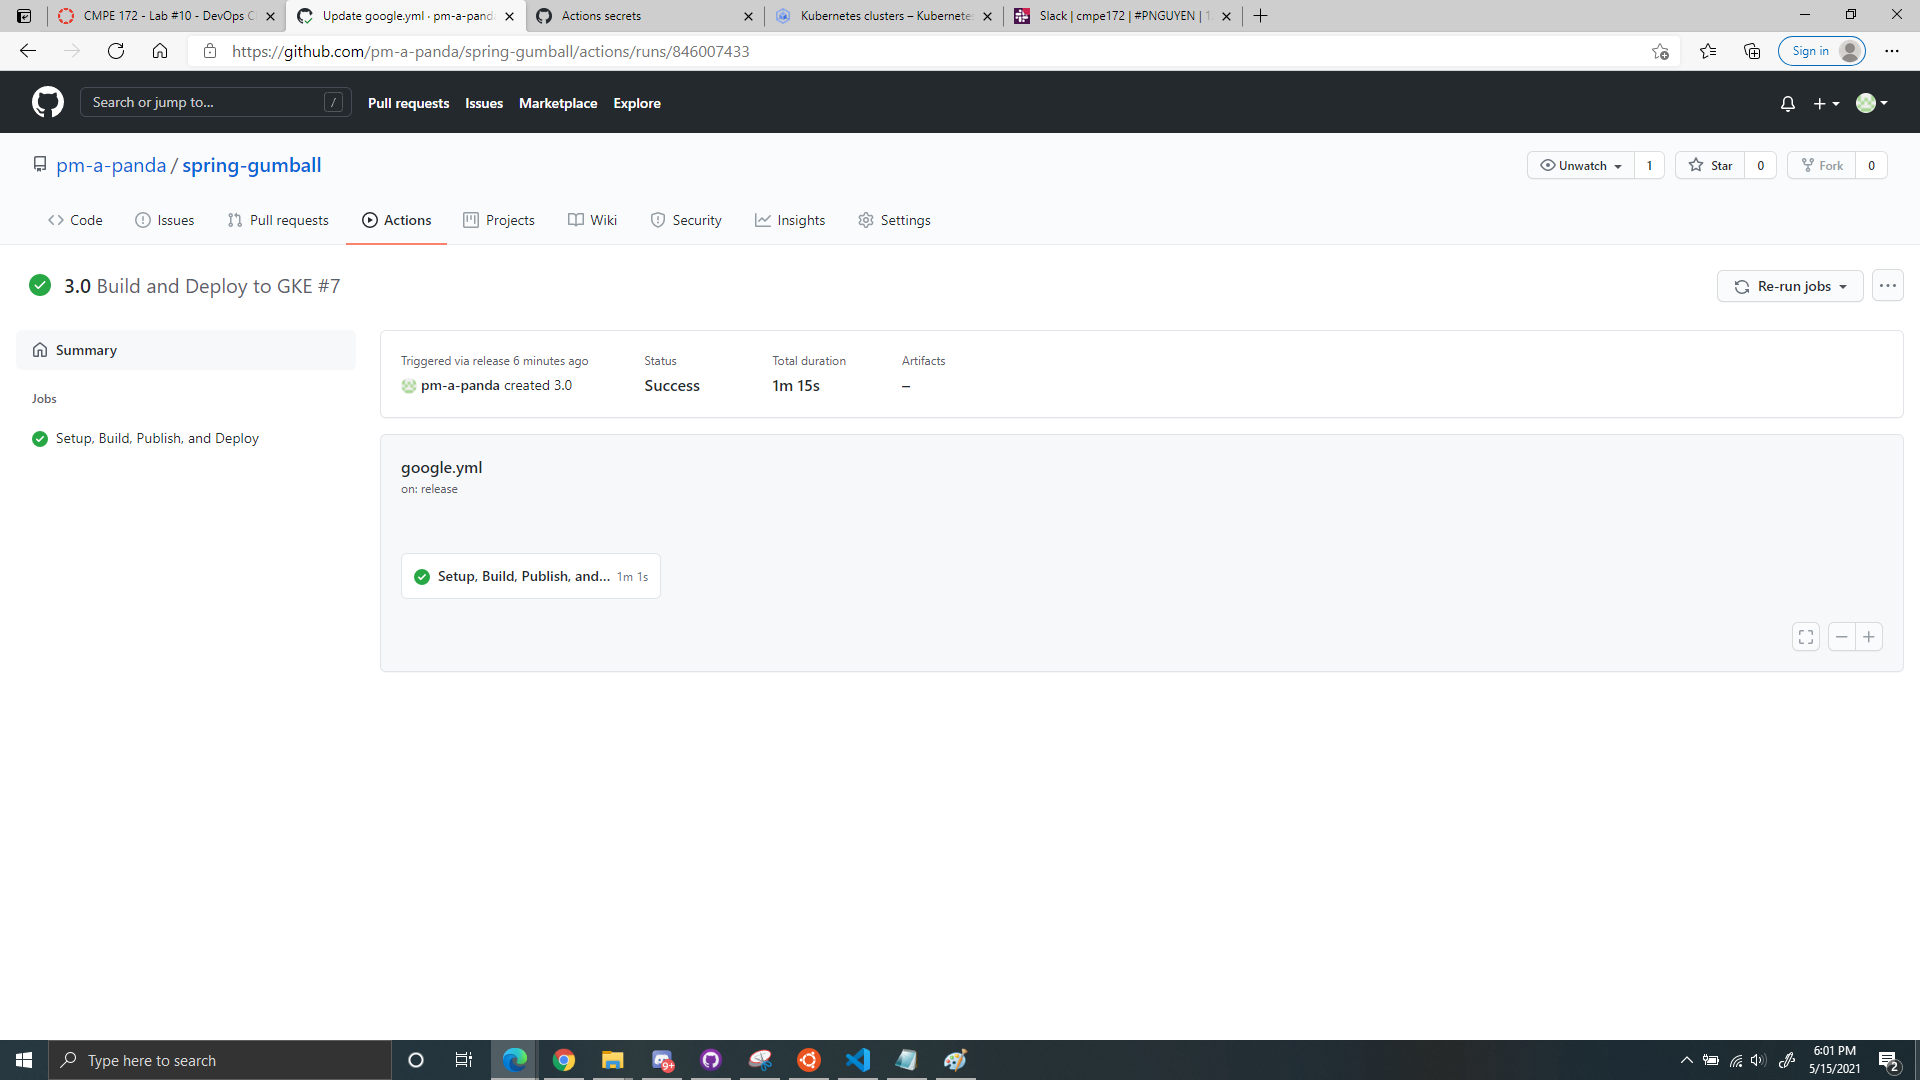 CMPE 172 - Lab #10 - DevOps C
Update google.yml · pm-a-panda
Actions secrets
Kubernetes clusters – Kubernetes
Slack | cmpe172 | #PNGUYEN | 1
https://github.com/pm-a-panda/spring-gumball/actions/runs/846007433
Sign in
Search or jump to...
/
Pull requests
Issues
Marketplace
Explore
pm-a-panda / spring-gumball
Unwatch
1
Star
0
Fork
0
Code
Issues
Pull requests
Actions
Projects
Wiki
Security
Insights
Settings
3.0 Build and Deploy to GKE #7
Re-run jobs
Summary
Jobs
Setup, Build, Publish, and Deploy
Triggered via release 6 minutes ago
pm-a-panda created 3.0
Status
Success
Total duration
1m 15s
Artifacts
–
google.yml
on: release
Setup, Build, Publish, and... 1m 1s
Type here to search
9+
6:01 PM
5/15/2021
2